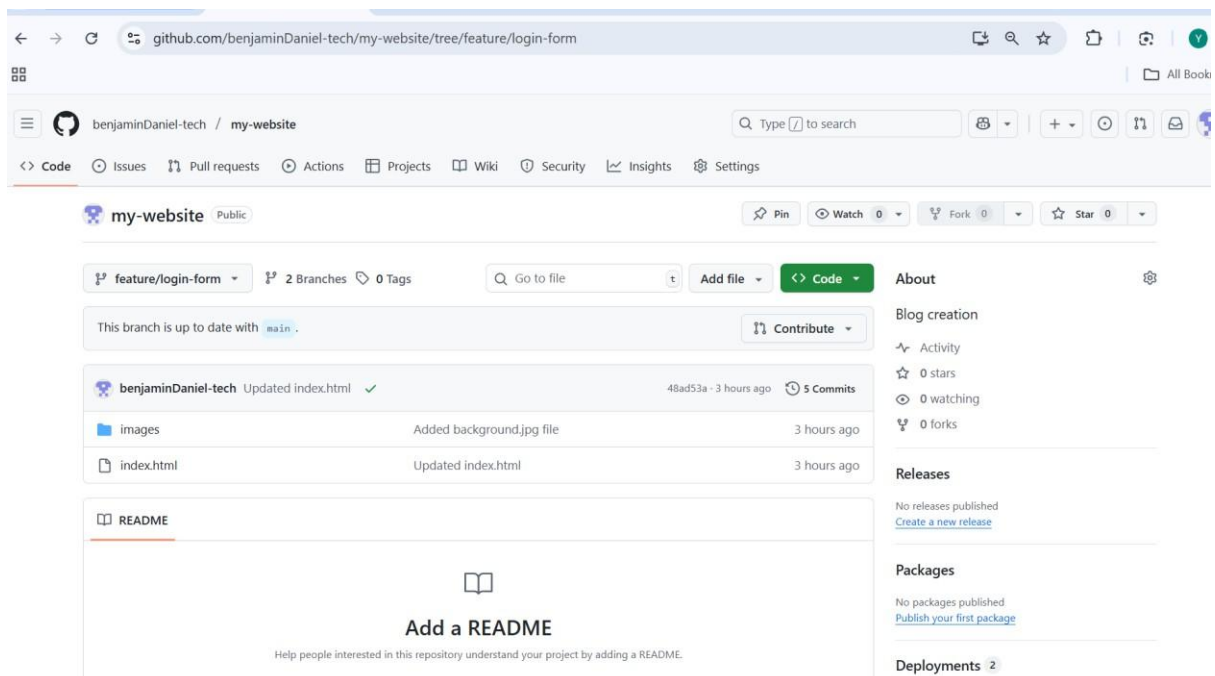 github.com/benjaminDaniel-tech/my-website/tree/feature/login-form
Y
All Book
benjaminDaniel-tech / my-website
Type / to search
<> Code Issues Pull requests Actions Projects Wiki Security Insights Settings
my-website Public
Pin Watch 0 Fork 0 Star 0
feature/login-form 2 Branches 0 Tags Go to file t Add file <> Code
This branch is up to date with main .
Contribute
benjaminDaniel-tech Updated index.html 48ad53a · 3 hours ago 5 Commits
images Added background.jpg file 3 hours ago
index.html Updated index.html 3 hours ago
README
Add a README
Help people interested in this repository understand your project by adding a README.
About
Blog creation
Activity
0 stars
0 watching
0 forks
Releases
No releases published
Create a new release
Packages
No packages published
Publish your first package
Deployments 2